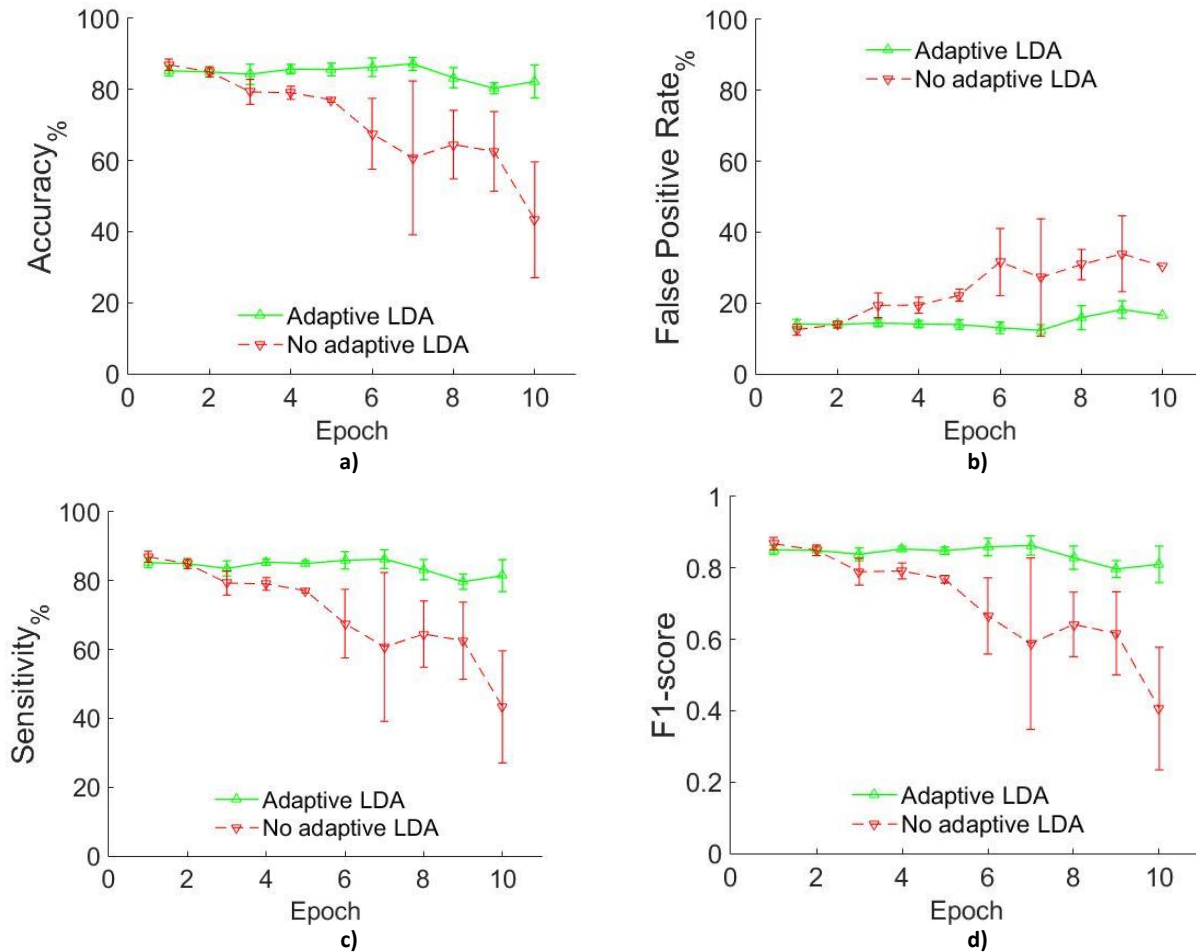 100
80
60
40
20
0
Accuracy%
Adaptive LDA
No adaptive LDA
0 2 4 6 8 10
Epoch
a)
100
80
60
40
20
0
False Positive Rate%
Adaptive LDA
No adaptive LDA
0 2 4 6 8 10
Epoch
b)
100
80
60
40
20
0
Sensitivity%
Adaptive LDA
No adaptive LDA
0 2 4 6 8 10
Epoch
c)
1
0.8
0.6
0.4
0.2
0
F1-score
Adaptive LDA
No adaptive LDA
0 2 4 6 8 10
Epoch
d)